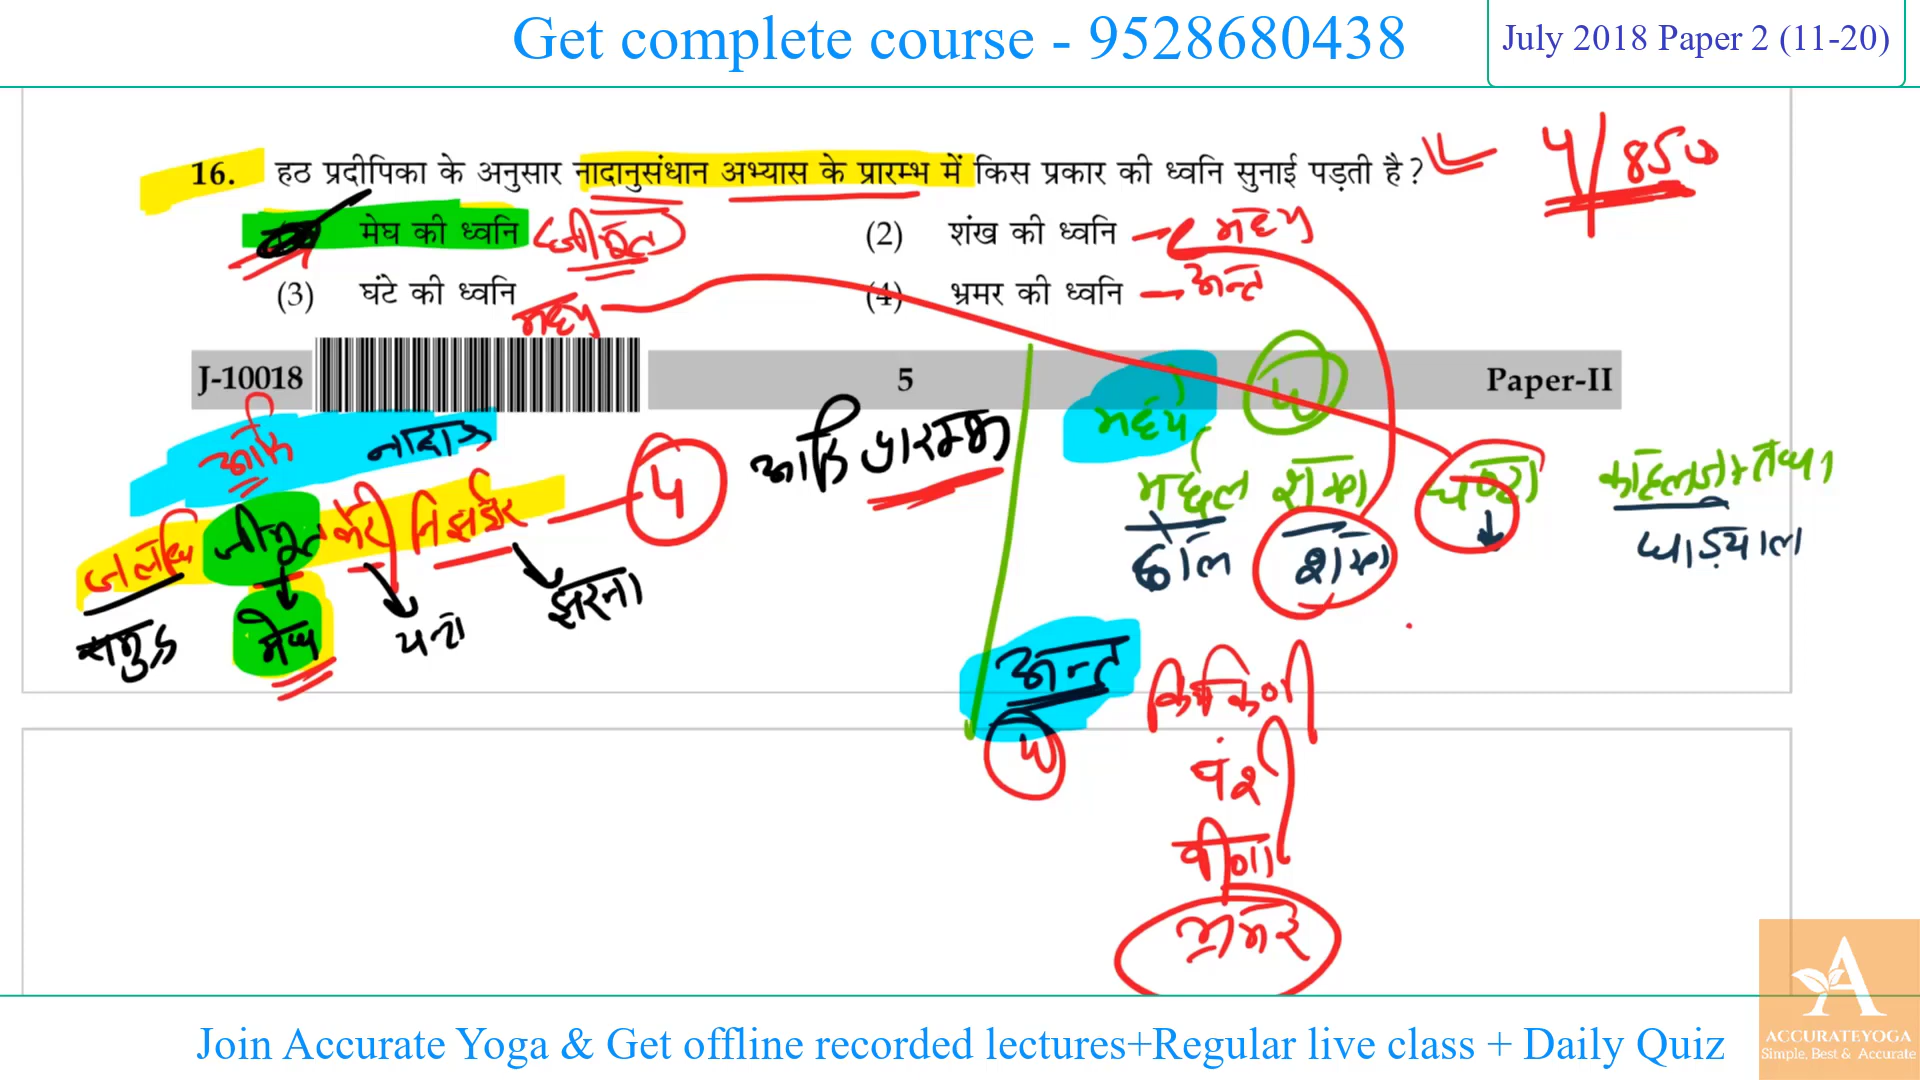 Get complete course - 9528680438
July 2018 Paper 2 (11-20)
16. हठ प्रदीपिका के अनुसार नादानुसंधान अभ्यास के प्रारम्भ में किस प्रकार की ध्वनि सुनाई पड़ती है ?
4/85
मेघ की ध्वनि (जीमूत)
(2) शंख की ध्वनि - मध्य
(3) घंटे की ध्वनि मध्य
(4) भ्रमर की ध्वनि - अन्त
J-10018
5
Paper-II
आदि
आदि प्रारम्भ
मध्य
जलधि जीमूत भेरी निर्झर
मर्द्दल शंख घण्टा
ढोल शंख
घड़ियाल
समुद्र मेघ
झरना
अन्त
किंकिणी
वंशी
वीणा
भ्रमर
ACCURATEYOGA
Simple, Best & Accurate
Join Accurate Yoga & Get offline recorded lectures+Regular live class + Daily Quiz